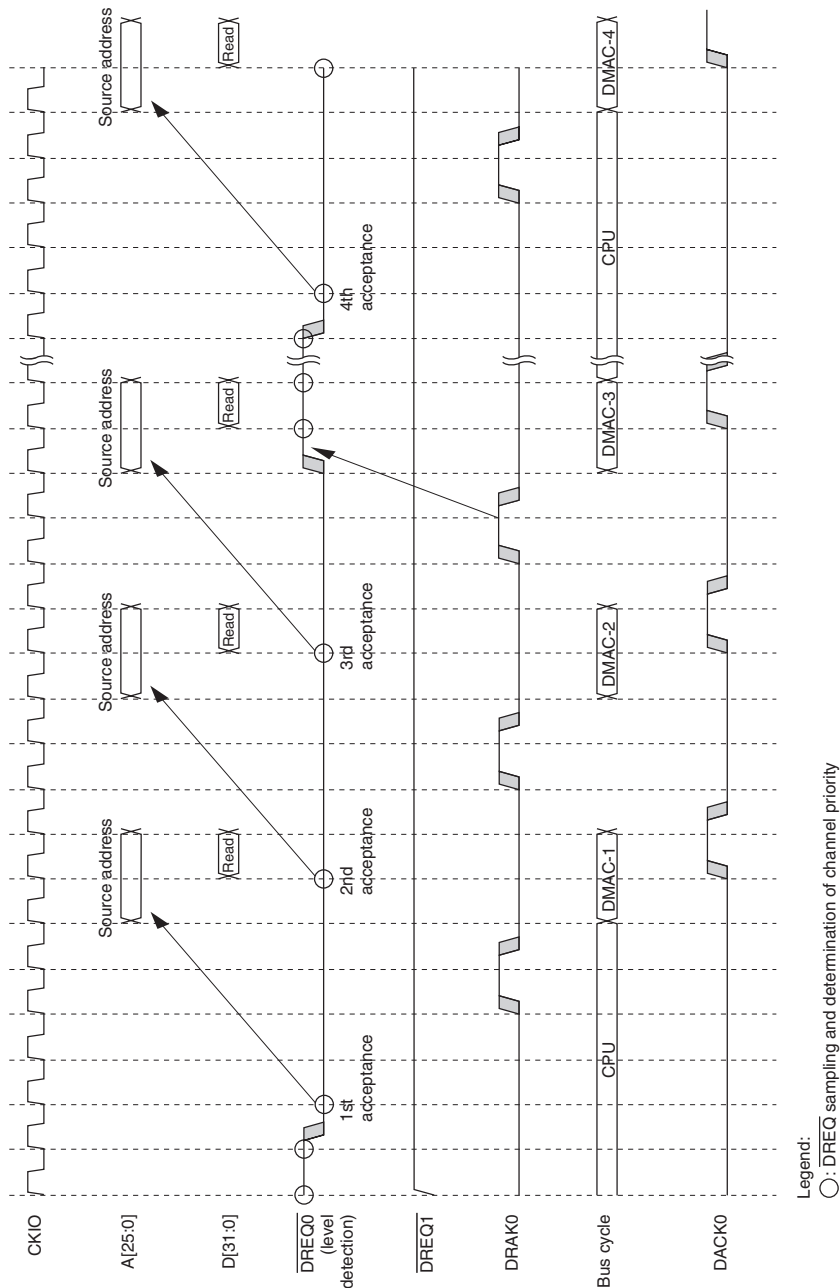 CKIO
Source address
Source address
Source address
Source address
A[25:0]
Read
Read
Read
Read
D[31:0]
DREQ0
(level
detection)
1st
acceptance
2nd
acceptance
3rd
acceptance
4th
acceptance
DREQ1
DRAK0
Bus cycle
CPU
DMAC-1
DMAC-2
DMAC-3
CPU
DMAC-4
DACK0
Legend:
○: DREQ sampling and determination of channel priority